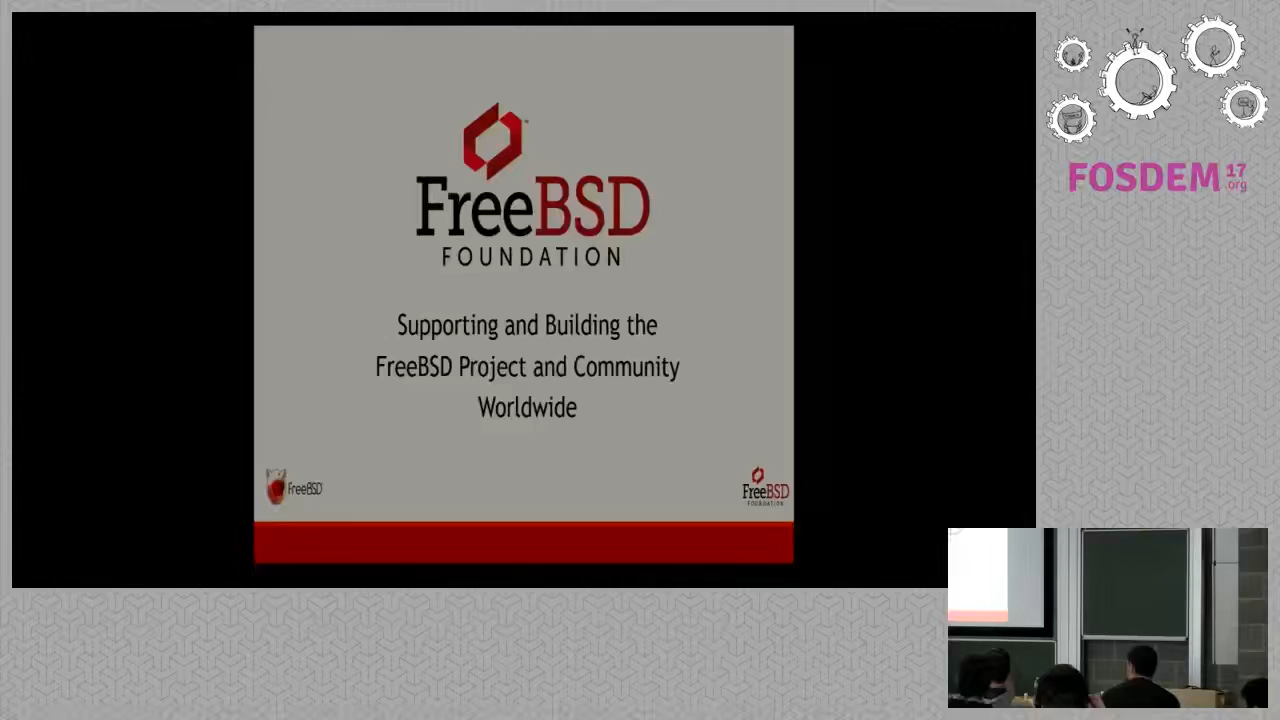 FreeBSD
FOUNDATION
Supporting and Building the
FreeBSD Project and Community
Worldwide
FreeBSD
FreeBSD
FOUNDATION
FOSDEM 17
.org